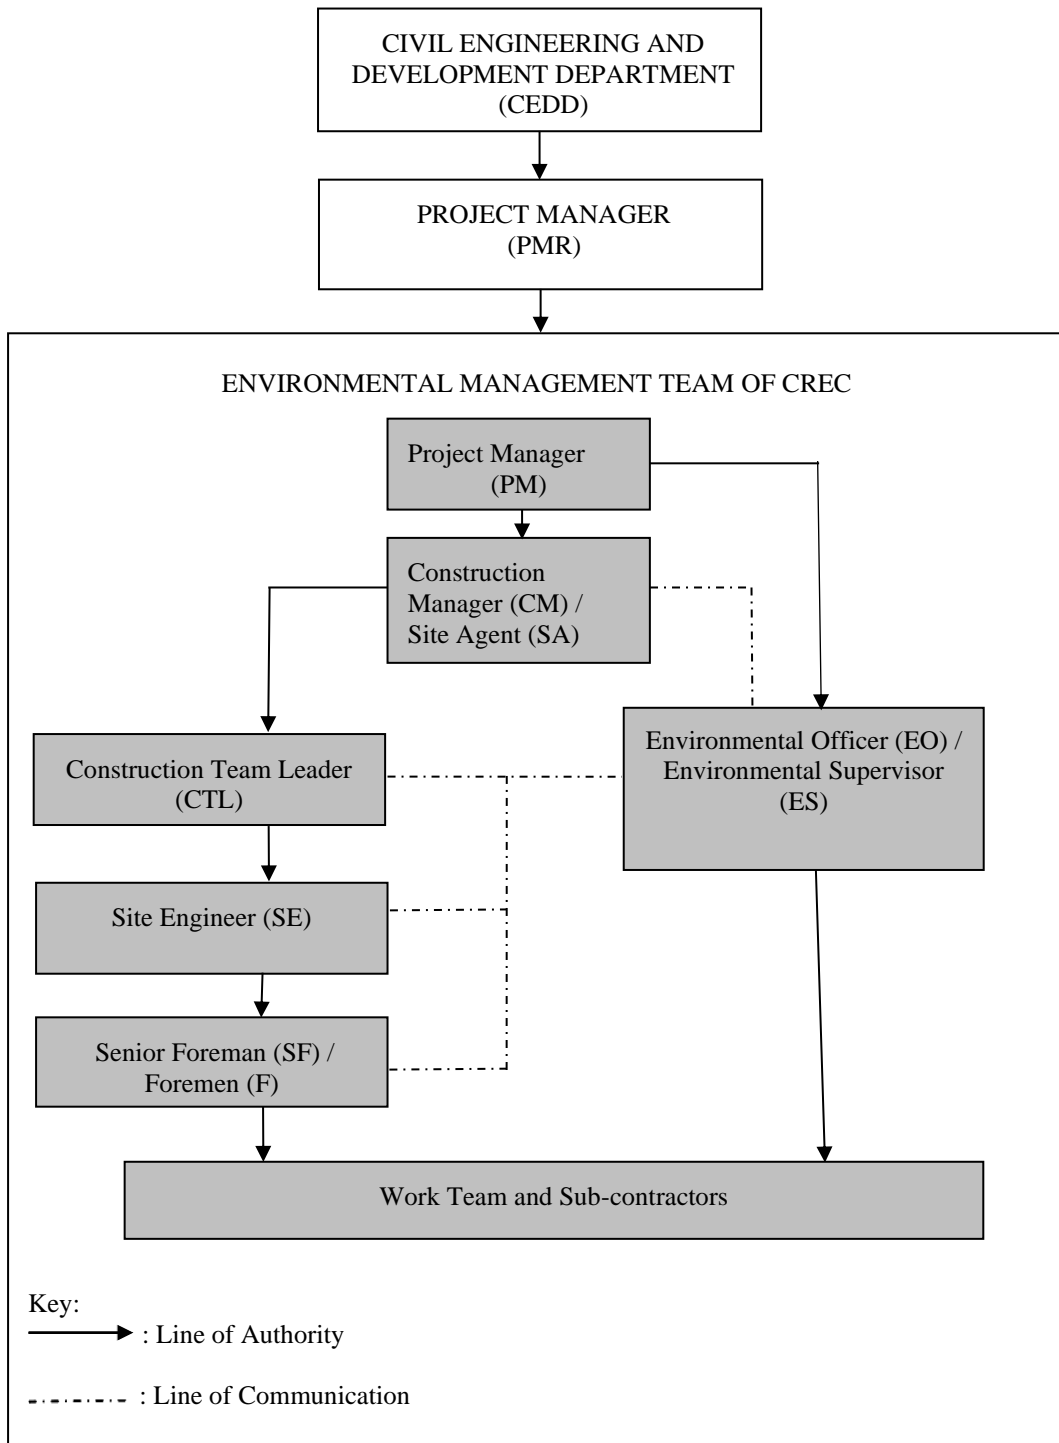 CIVIL ENGINEERING AND
DEVELOPMENT DEPARTMENT
(CEDD)
PROJECT MANAGER
(PMR)
ENVIRONMENTAL MANAGEMENT TEAM OF CREC
Project Manager
(PM)
Construction
Manager (CM) /
Site Agent (SA)
Environmental Officer (EO) /
Environmental Supervisor
(ES)
Construction Team Leader
(CTL)
Site Engineer (SE)
Senior Foreman (SF) /
Foremen (F)
Work Team and Sub-contractors
Key:
: Line of Authority
: Line of Communication